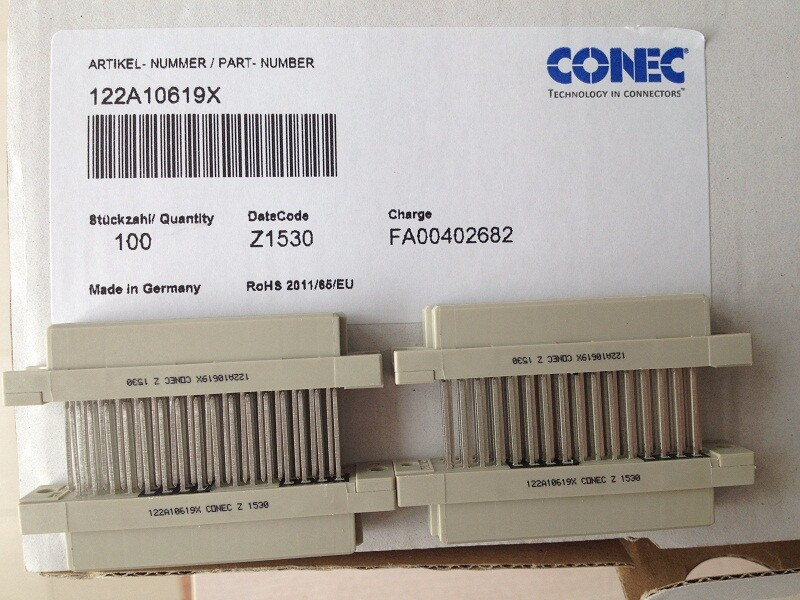 ARTIKEL- NUMMER / PART- NUMBER
122A10619X
CONEC®
TECHNOLOGY IN CONNECTORS™
Stückzahl/ Quantity DateCode Charge
100 Z1530 FA00402682
Made in Germany RoHS 2011/65/EU
122A10619X CONEC Z 1530
122A10619X CONEC Z 1530
122A10619X CONEC Z 1530
122A10619X CONEC Z 1530